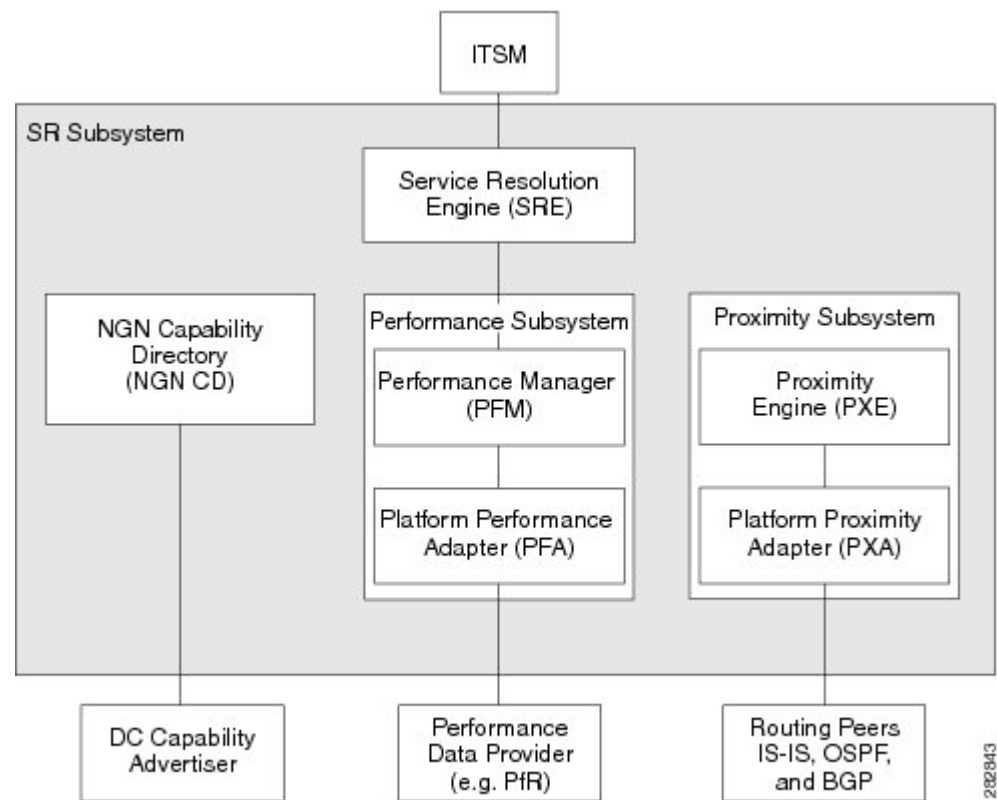 ITSM
SR Subsystem
Service Resolution
Engine (SRE)
NGN Capability
Directory
(NGN CD)
Performance Subsystem
Performance Manager
(PFM)
Platform Performance
Adapter (PFA)
Proximity Subsystem
Proximity
Engine (PXE)
Platform Proximity
Adapter (PXA)
DC Capability
Advertiser
Performance
Data Provider
(e.g. PfR)
Routing Peers
IS-IS, OSPF,
and BGP
282843